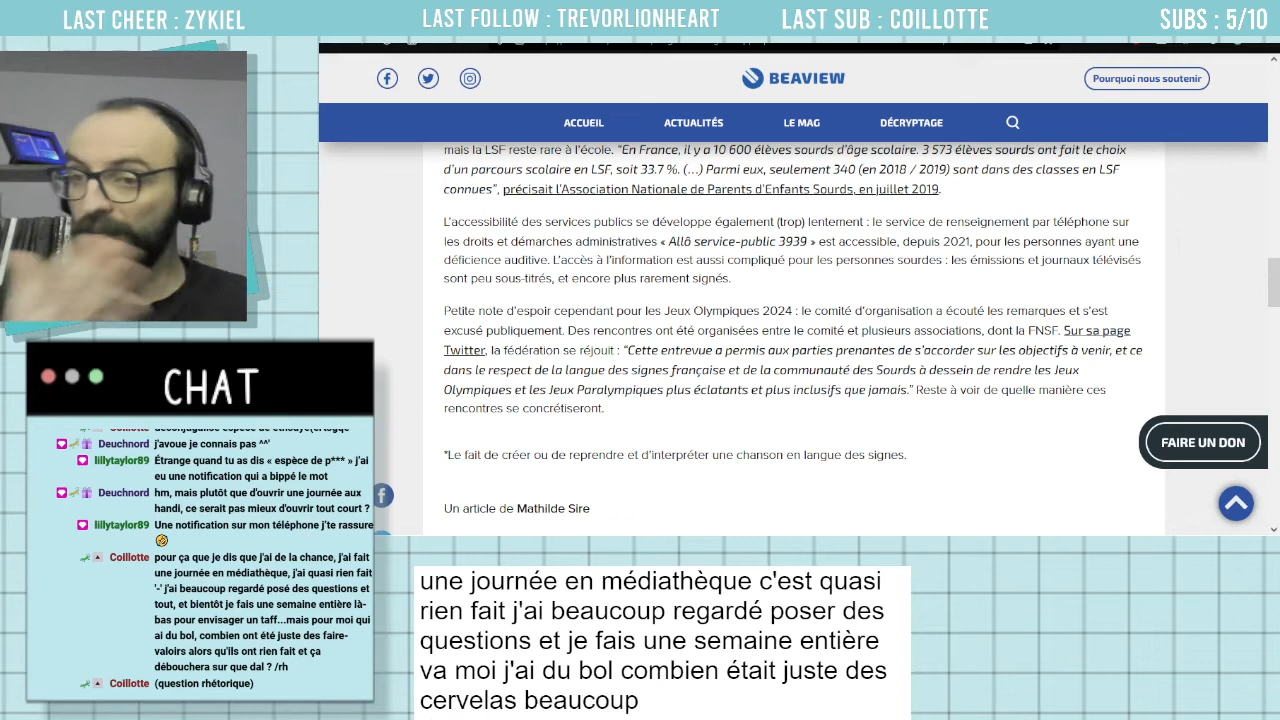 LAST CHEER : ZYKIEL
LAST FOLLOW : TREVORLIONHEART
LAST SUB : COILLOTTE
SUBS : 5/10
BEAVIEW
Pourquoi nous soutenir
ACCUEIL
ACTUALITÉS
LE MAG
DÉCRYPTAGE
mais la LSF reste rare à l'école. "En France, il y a 10 600 élèves sourds d'âge scolaire. 3 573 élèves sourds ont fait le choix
d'un parcours scolaire en LSF, soit 33.7 %. (…) Parmi eux, seulement 340 (en 2018 / 2019) sont dans des classes en LSF
connues", précisait l'Association Nationale de Parents d'Enfants Sourds, en juillet 2019.
L'accessibilité des services publics se développe également (trop) lentement : le service de renseignement par téléphone sur
les droits et démarches administratives « Allô service-public 3939 » est accessible, depuis 2021, pour les personnes ayant une
déficience auditive. L'accès à l'information est aussi compliqué pour les personnes sourdes : les émissions et journaux télévisés
sont peu sous-titrés, et encore plus rarement signés.
Petite note d'espoir cependant pour les Jeux Olympiques 2024 : le comité d'organisation a écouté les remarques et s'est
excusé publiquement. Des rencontres ont été organisées entre le comité et plusieurs associations, dont la FNSF. Sur sa page
Twitter, la fédération se réjouit : "Cette entrevue a permis aux parties prenantes de s'accorder sur les objectifs à venir, et ce
dans le respect de la langue des signes française et de la communauté des Sourds à dessein de rendre les Jeux
Olympiques et les Jeux Paralympiques plus éclatants et plus inclusifs que jamais." Reste à voir de quelle manière ces
rencontres se concrétiseront.
*Le fait de créer ou de reprendre et d'interpréter une chanson en langue des signes.
Un article de Mathilde Sire
FAIRE UN DON
CHAT
Deuchnord j'avoue je connais pas ^^'
lillytaylor89 Étrange quand tu as dis « espèce de p*** » j'ai
eu une notification qui a bippé le mot
Deuchnord hm, mais plutôt que d'ouvrir une journée aux
handi, ce serait pas mieux d'ouvrir tout court ?
lillytaylor89 Une notification sur mon téléphone j'te rassure
Coillotte pour ça que je dis que j'ai de la chance, j'ai fait
une journée en médiathèque, j'ai quasi rien fait
'-' j'ai beaucoup regardé posé des questions et
tout, et bientôt je fais une semaine entière là-
bas pour envisager un taff...mais pour moi qui
ai du bol, combien ont été juste des faire-
valoirs alors qu'ils ont rien fait et ça
débouchera sur que dal ? /rh
Coillotte (question rhétorique)
une journée en médiathèque c'est quasi
rien fait j'ai beaucoup regardé poser des
questions et je fais une semaine entière
va moi j'ai du bol combien était juste des
cervelas beaucoup